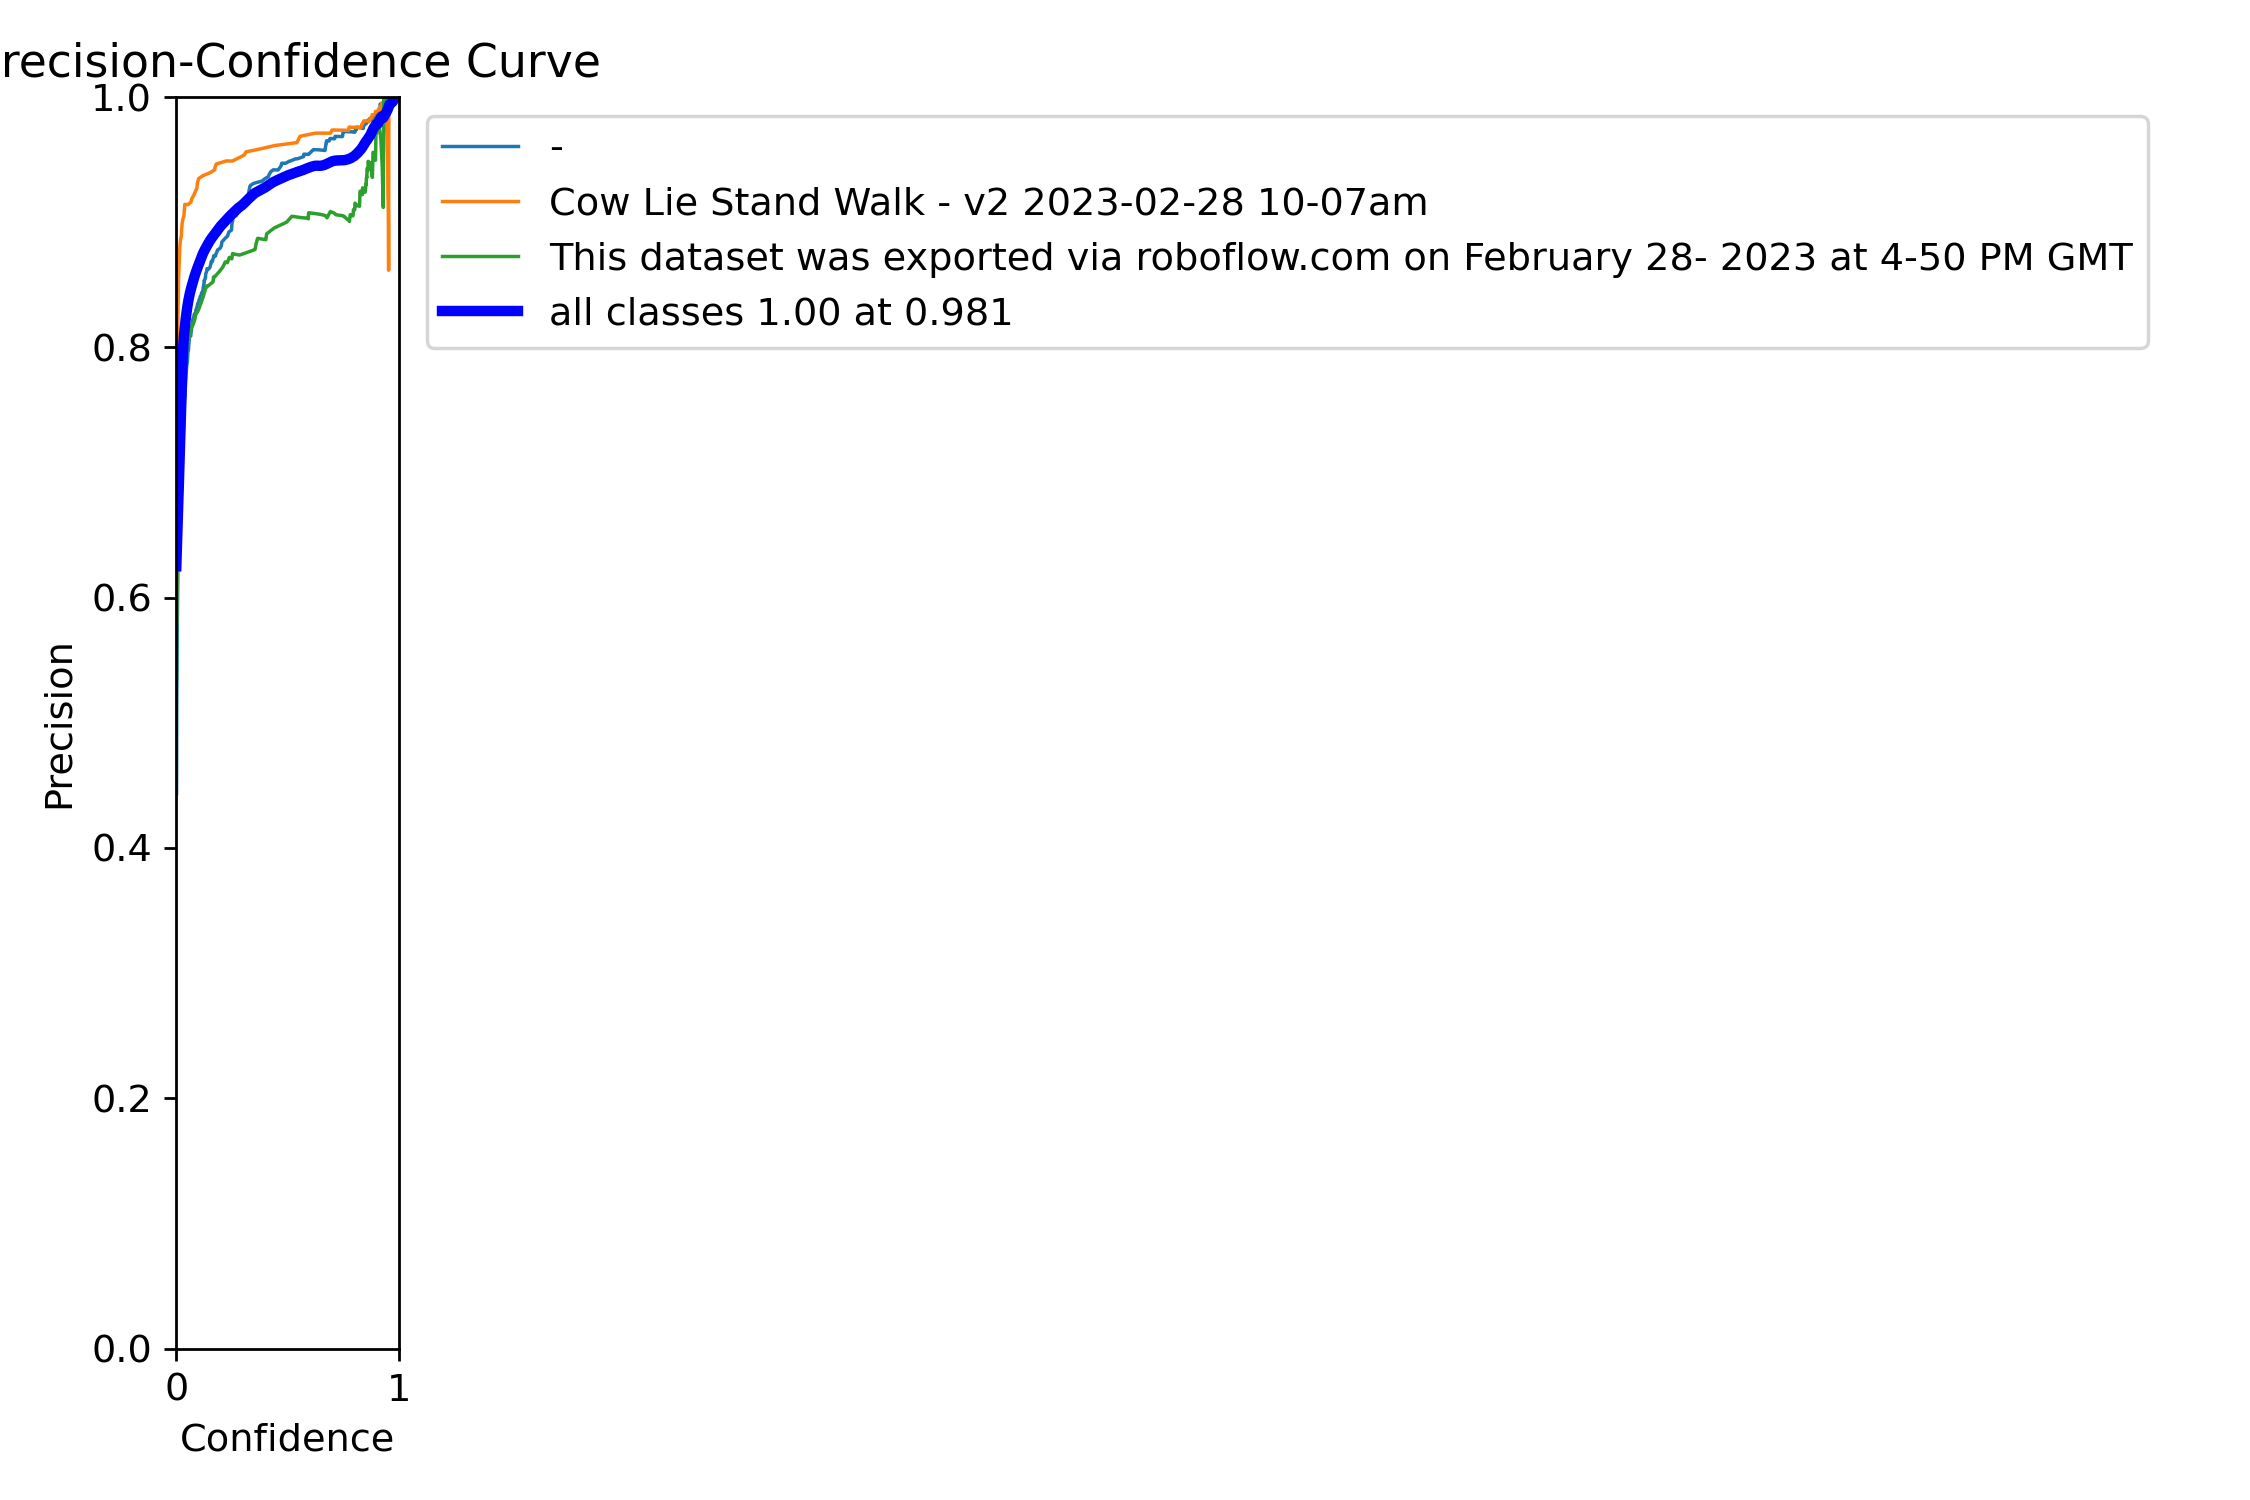 recision-Confidence Curve
1.0
0.8
0.6
0.4
0.2
0.0
Precision
0 1
Confidence
-
Cow Lie Stand Walk - v2 2023-02-28 10-07am
This dataset was exported via roboflow.com on February 28- 2023 at 4-50 PM GMT
all classes 1.00 at 0.981